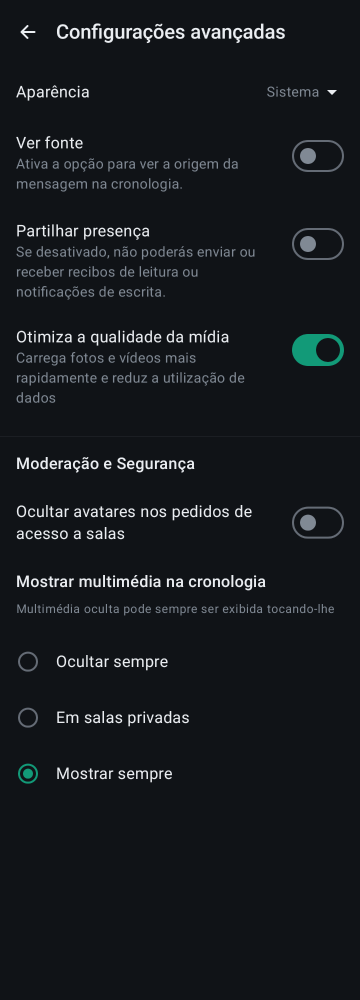 Configurações avançadas
Aparência
Sistema
Ver fonte
Ativa a opção para ver a origem da
mensagem na cronologia.
Partilhar presença
Se desativado, não poderás enviar ou
receber recibos de leitura ou
notificações de escrita.
Otimiza a qualidade da mídia
Carrega fotos e vídeos mais
rapidamente e reduz a utilização de
dados
Moderação e Segurança
Ocultar avatares nos pedidos de
acesso a salas
Mostrar multimédia na cronologia
Multimédia oculta pode sempre ser exibida tocando-lhe
Ocultar sempre
Em salas privadas
Mostrar sempre